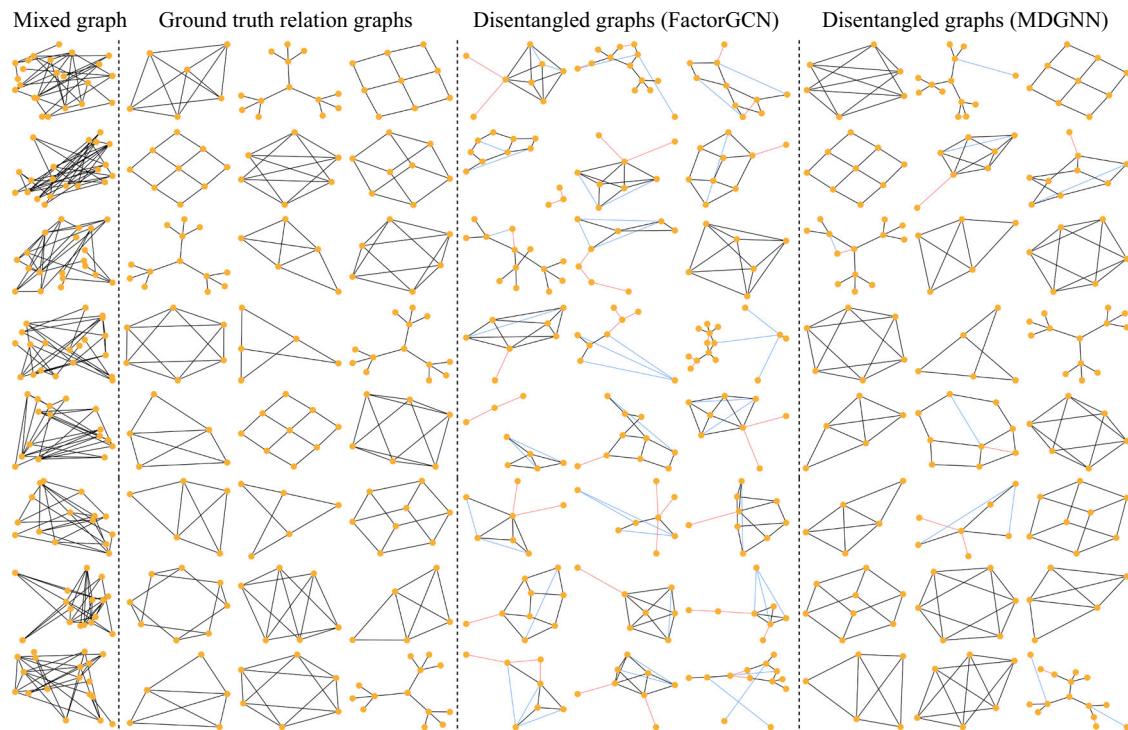 Mixed graph
Ground truth relation graphs
Disentangled graphs (FactorGCN)
Disentangled graphs (MDGNN)